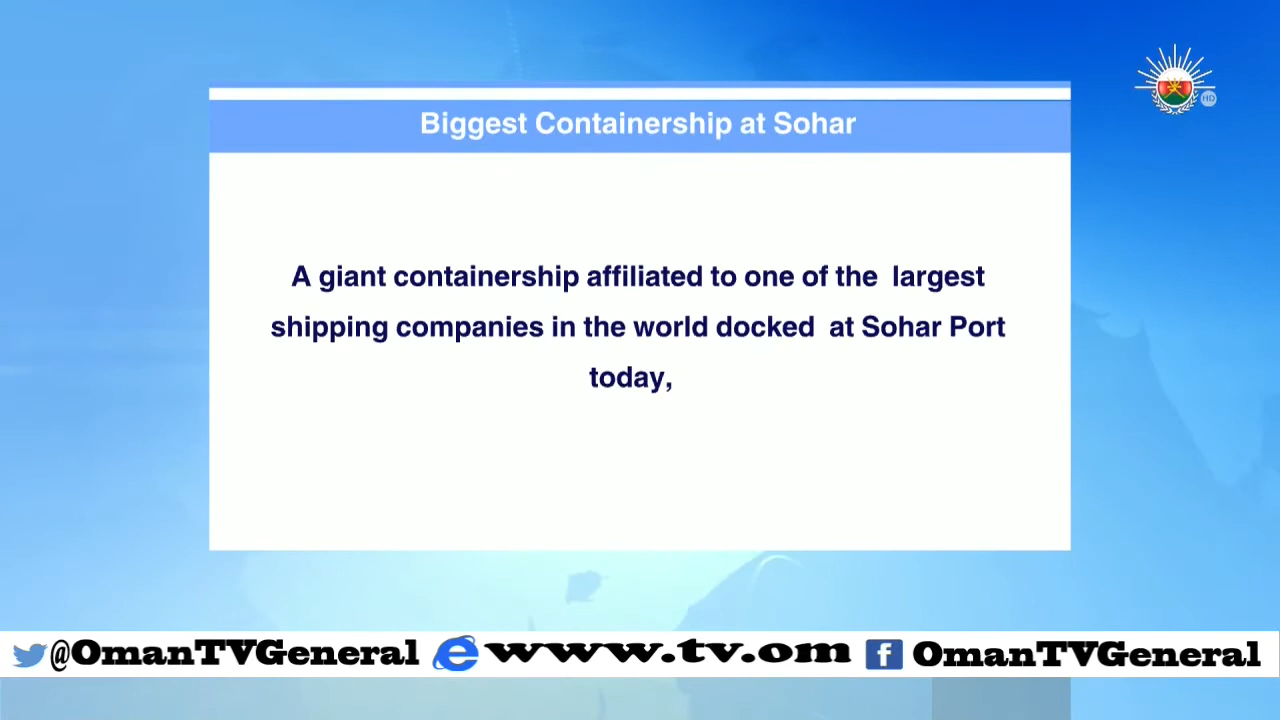 Biggest Containership at Sohar
HD
A giant containership affiliated to one of the largest
shipping companies in the world docked at Sohar Port
today,
@OmanTVGeneral www.tv.om OmanTVGeneral